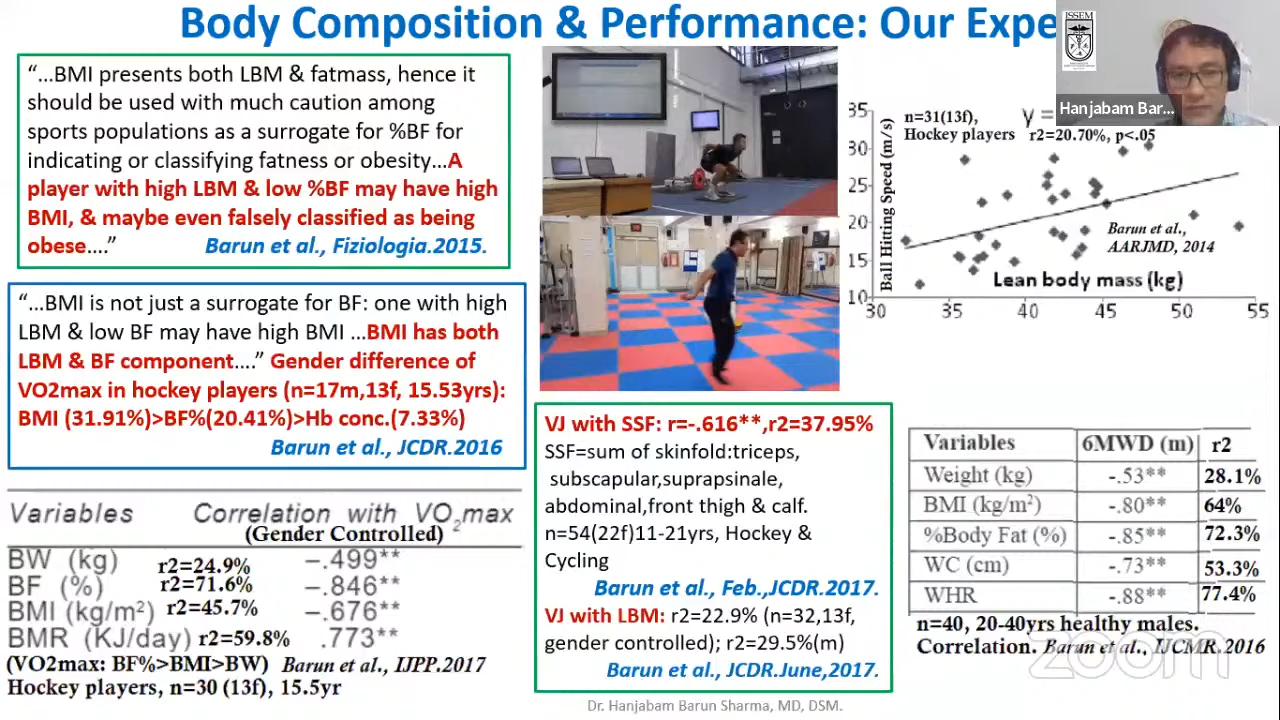 Body Composition & Performance: Our Expe
ISSEM
Hanjabam Bar...
“...BMI presents both LBM & fatmass, hence it
should be used with much caution among
sports populations as a surrogate for %BF for
indicating or classifying fatness or obesity...A
player with high LBM & low %BF may have high
BMI, & maybe even falsely classified as being
obese....”
Barun et al., Fiziologia.2015.
“...BMI is not just a surrogate for BF: one with high
LBM & low BF may have high BMI ...BMI has both
LBM & BF component....” Gender difference of
VO2max in hockey players (n=17m,13f, 15.53yrs):
BMI (31.91%)>BF%(20.41%)>Hb conc.(7.33%)
Barun et al., JCDR.2016
Variables Correlation with VO2max
(Gender Controlled)
BW (kg) r2=24.9% -.499**
BF (%) r2=71.6% -.846**
BMI (kg/m²) r2=45.7% -.676**
BMR (KJ/day) r2=59.8% .773**
(VO2max: BF%>BMI>BW) Barun et al., IJPP.2017
Hockey players, n=30 (13f), 15.5yr
VJ with SSF: r=-.616**,r2=37.95%
SSF=sum of skinfold:triceps,
subscapular,suprapsinale,
abdominal,front thigh & calf.
n=54(22f)11-21yrs, Hockey &
Cycling
Barun et al., Feb.,JCDR.2017.
VJ with LBM: r2=22.9% (n=32,13f,
gender controlled); r2=29.5%(m)
Barun et al., JCDR.June,2017.
n=31(13f), y =
Hockey players r2=20.70%, p<.05
Ball Hitting Speed (m/s)
35
30
25
20
15
10
Barun et al.,
AARJMD, 2014
Lean body mass (kg)
30 35 40 45 50 55
Variables 6MWD (m) r2
Weight (kg) -.53** 28.1%
BMI (kg/m²) -.80** 64%
%Body Fat (%) -.85** 72.3%
WC (cm) -.73** 53.3%
WHR -.88** 77.4%
n=40, 20-40yrs healthy males.
Correlation. Barun et al., IJCMR.2016
zoom
Dr. Hanjabam Barun Sharma, MD, DSM.